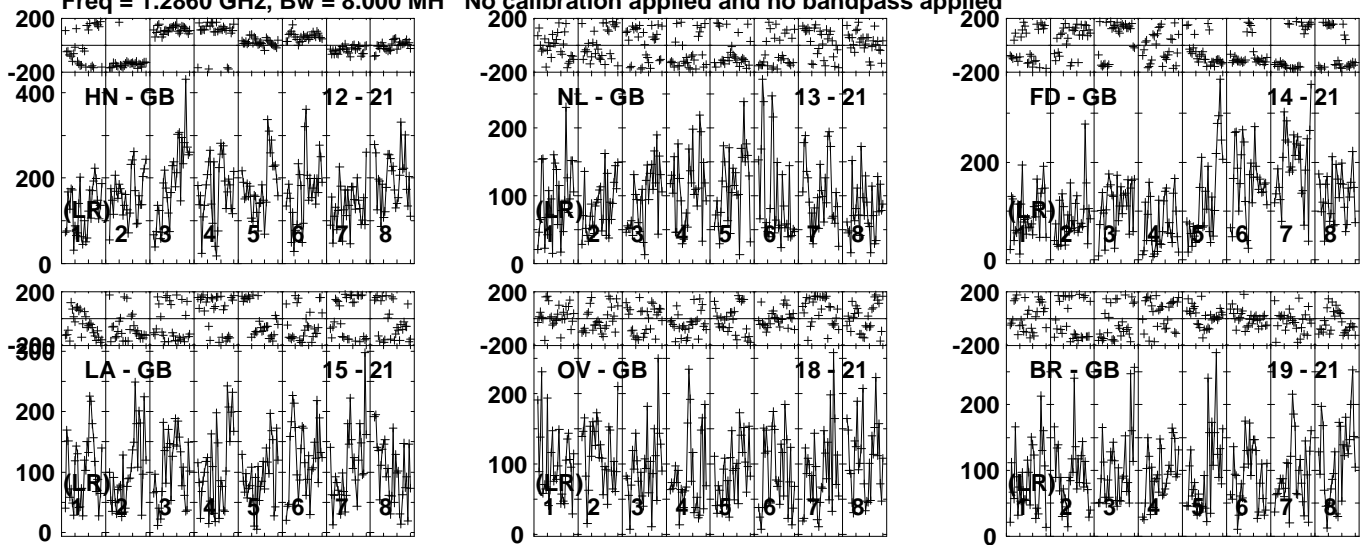 Freq = 1.2860 GHz, Bw = 8.000 MH No calibration applied and no bandpass applied
200
-200
400
200
0
HN - GB 12 - 21
(LR)
1 2 3 4 5 6 7 8
200
-200
200
100
0
NL - GB 13 - 21
(LR)
1 2 3 4 5 6 7 8
200
-200
200
0
FD - GB 14 - 21
(LR)
1 2 3 4 5 6 7 8
200
-200
300
200
100
0
LA - GB 15 - 21
(LR)
1 2 3 4 5 6 7 8
200
-200
200
100
0
OV - GB 18 - 21
(LR)
1 2 3 4 5 6 7 8
200
-200
200
100
0
BR - GB 19 - 21
(LR)
1 2 3 4 5 6 7 8